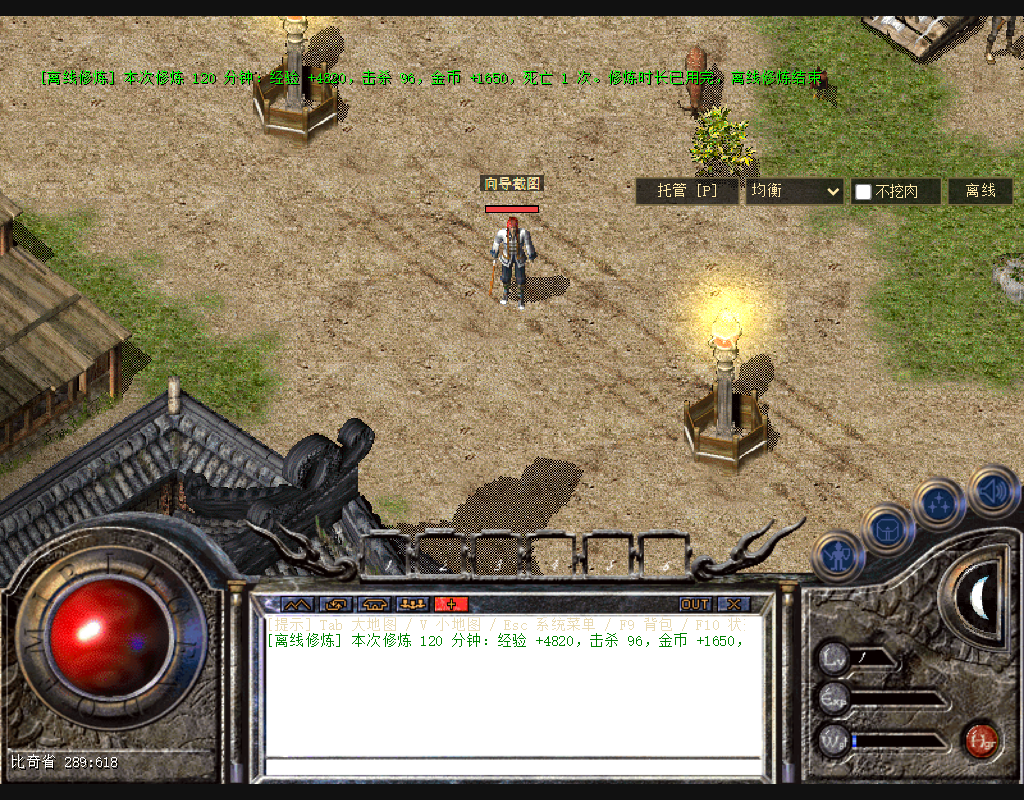 [离线修炼] 本次修炼 120 分钟：经验 +4820，击杀 96，金币 +1650，死亡 1 次。修炼时长已用完，离线修炼结束
向导截图
托管 [P] 均衡 不挖肉 离线
OUT
[提示] Tab 大地图 / V 小地图 / Esc 系统菜单 / F9 背包 / F10 状
[离线修炼] 本次修炼 120 分钟：经验 +4820，击杀 96，金币 +1650，
Lv
Exp
Wei
Hgr
比奇省 289:618